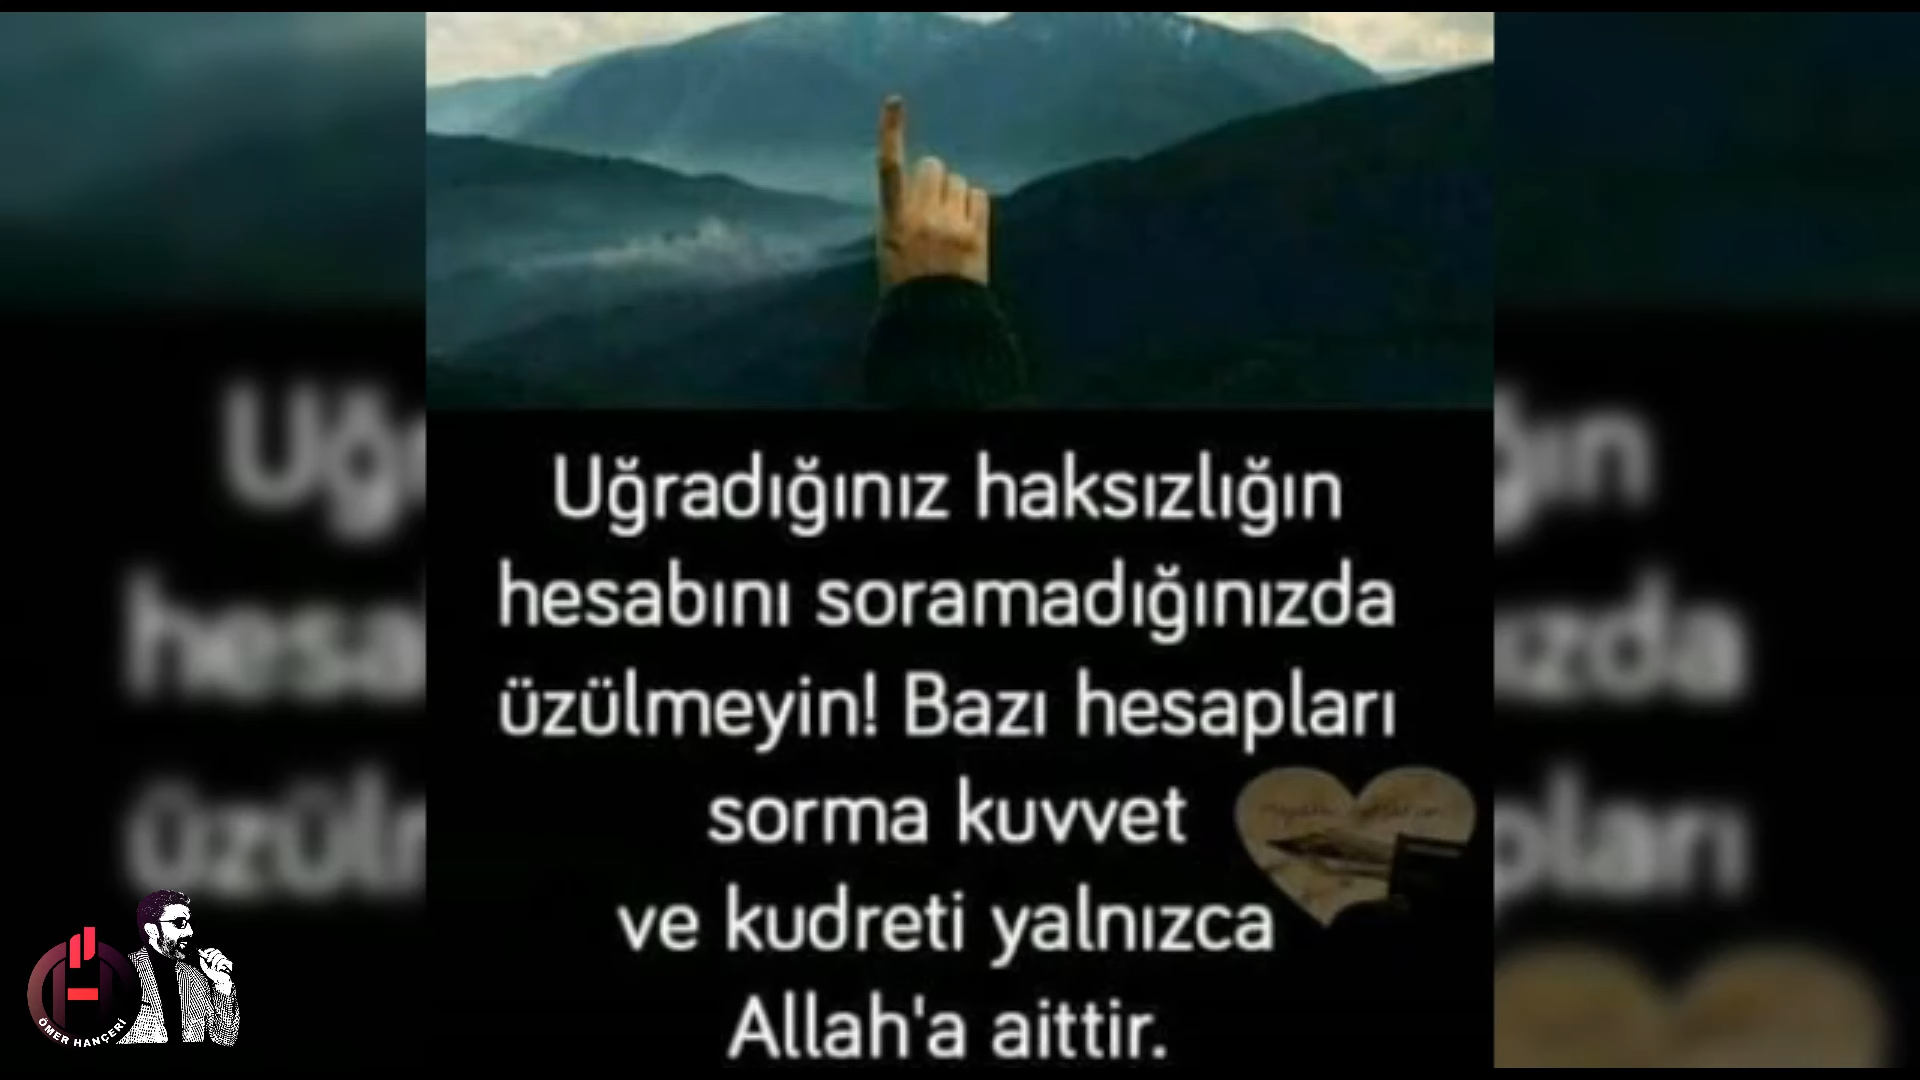 Uğradığınız haksızlığın
hesabını soramadığınızda
üzülmeyin! Bazı hesapları
sorma kuvvet
ve kudreti yalnızca
Allah'a aittir.
ÖMER HANÇERİ